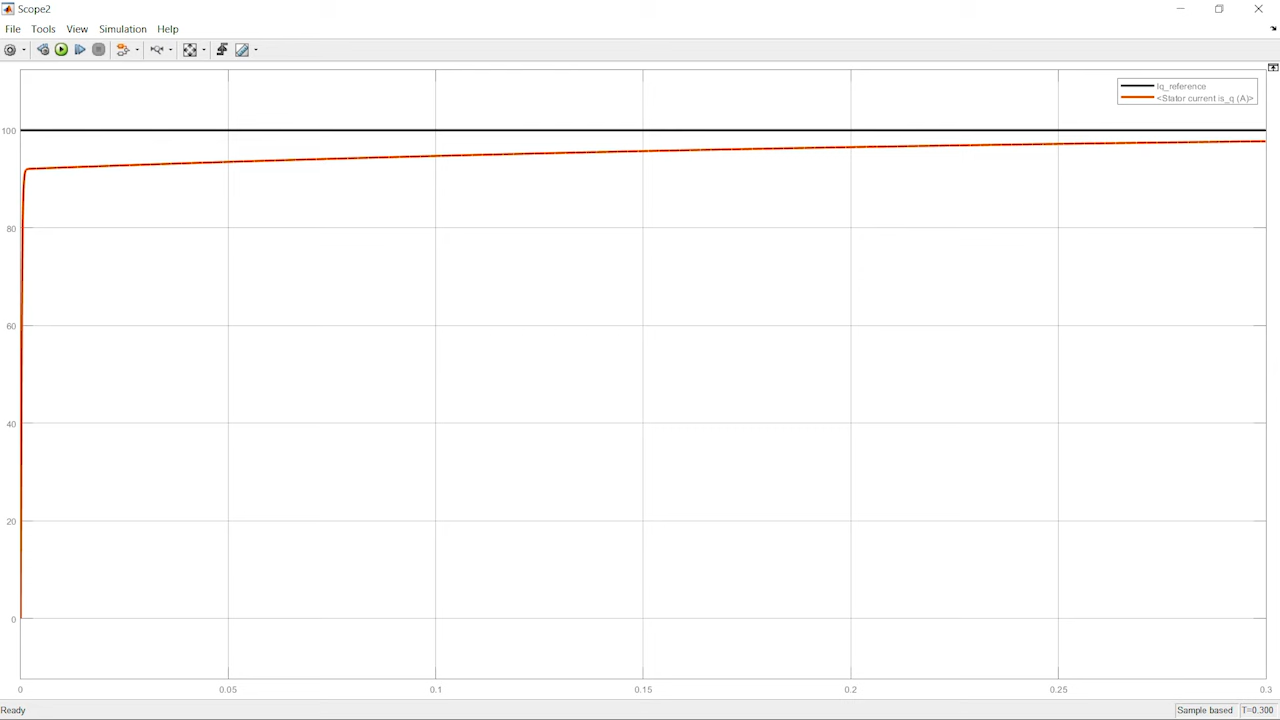 Scope2
File Tools View Simulation Help
Iq_reference
<Stator current is_q (A)>
100
80
60
40
20
0
0 0.05 0.1 0.15 0.2 0.25 0.3
Ready
Sample based T=0.300